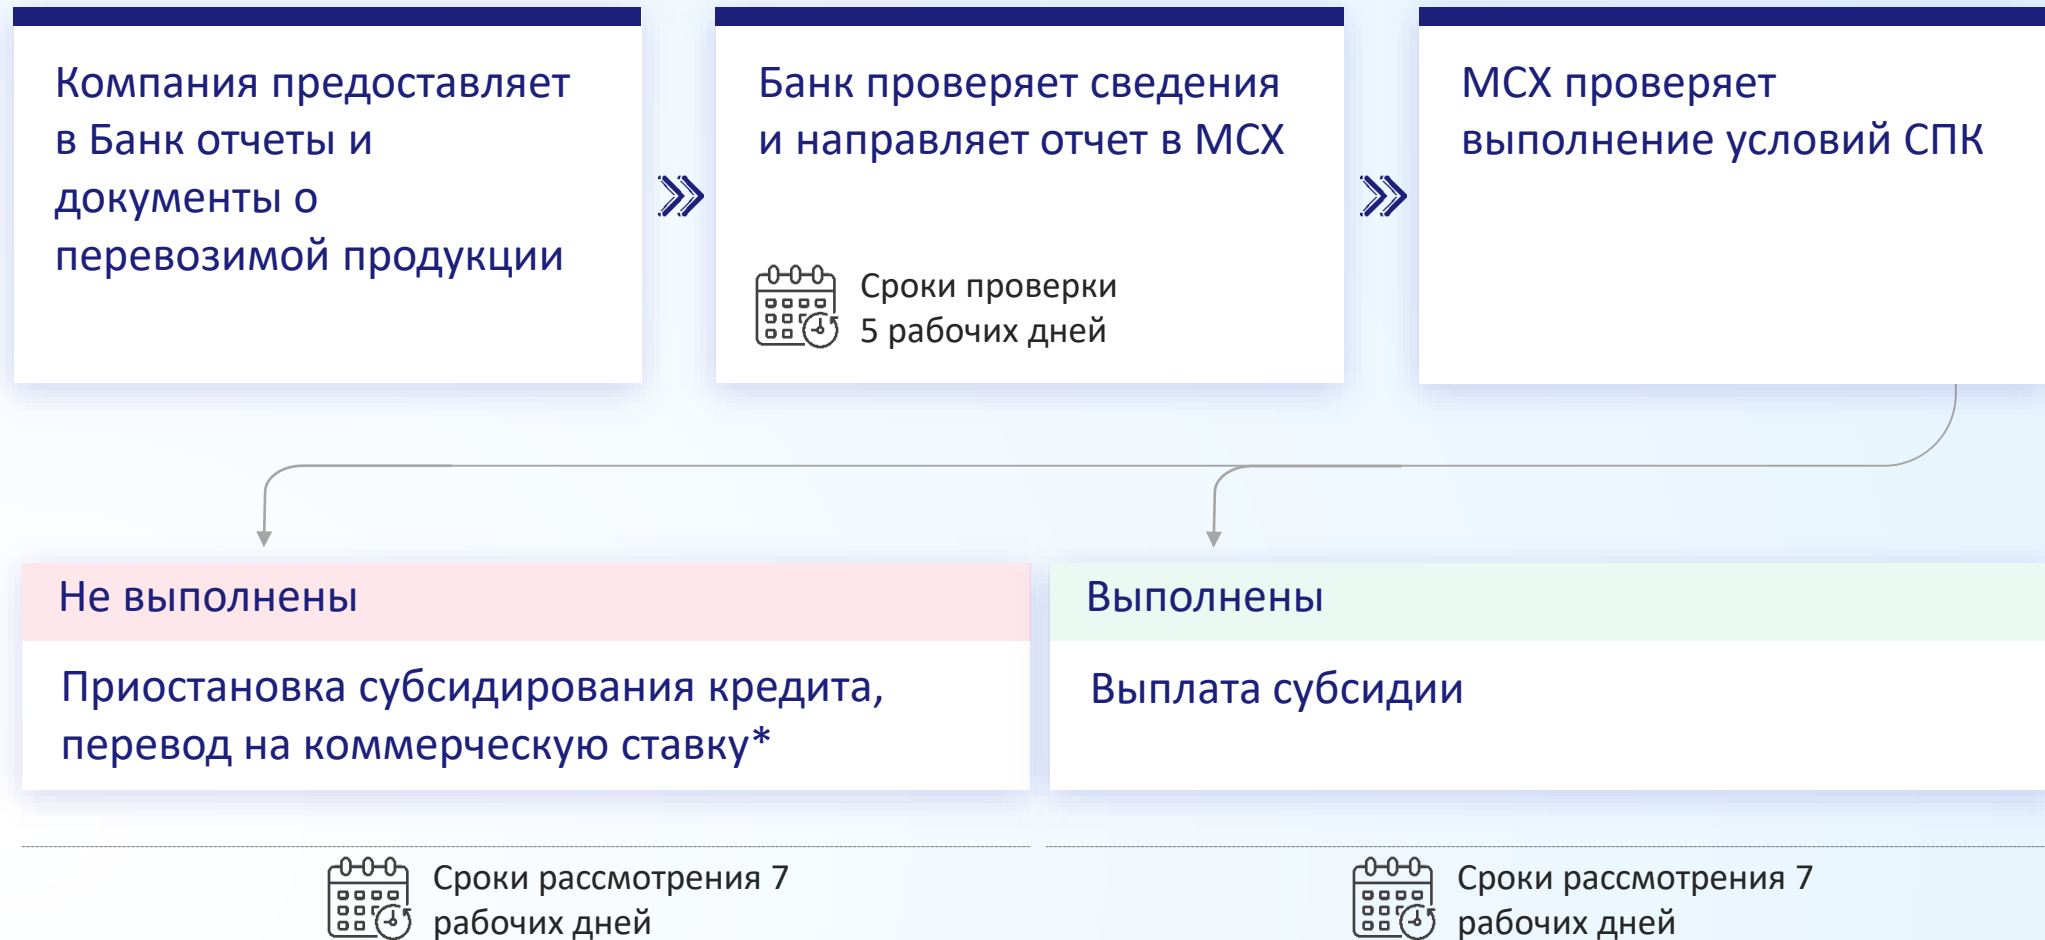 Компания предоставляет
в Банк отчеты и
документы о
перевозимой продукции
Банк проверяет сведения
и направляет отчет в МСХ
Сроки проверки
5 рабочих дней
МСХ проверяет
выполнение условий СПК
Не выполнены
Приостановка субсидирования кредита,
перевод на коммерческую ставку*
Сроки рассмотрения 7
рабочих дней
Выполнены
Выплата субсидии
Сроки рассмотрения 7
рабочих дней